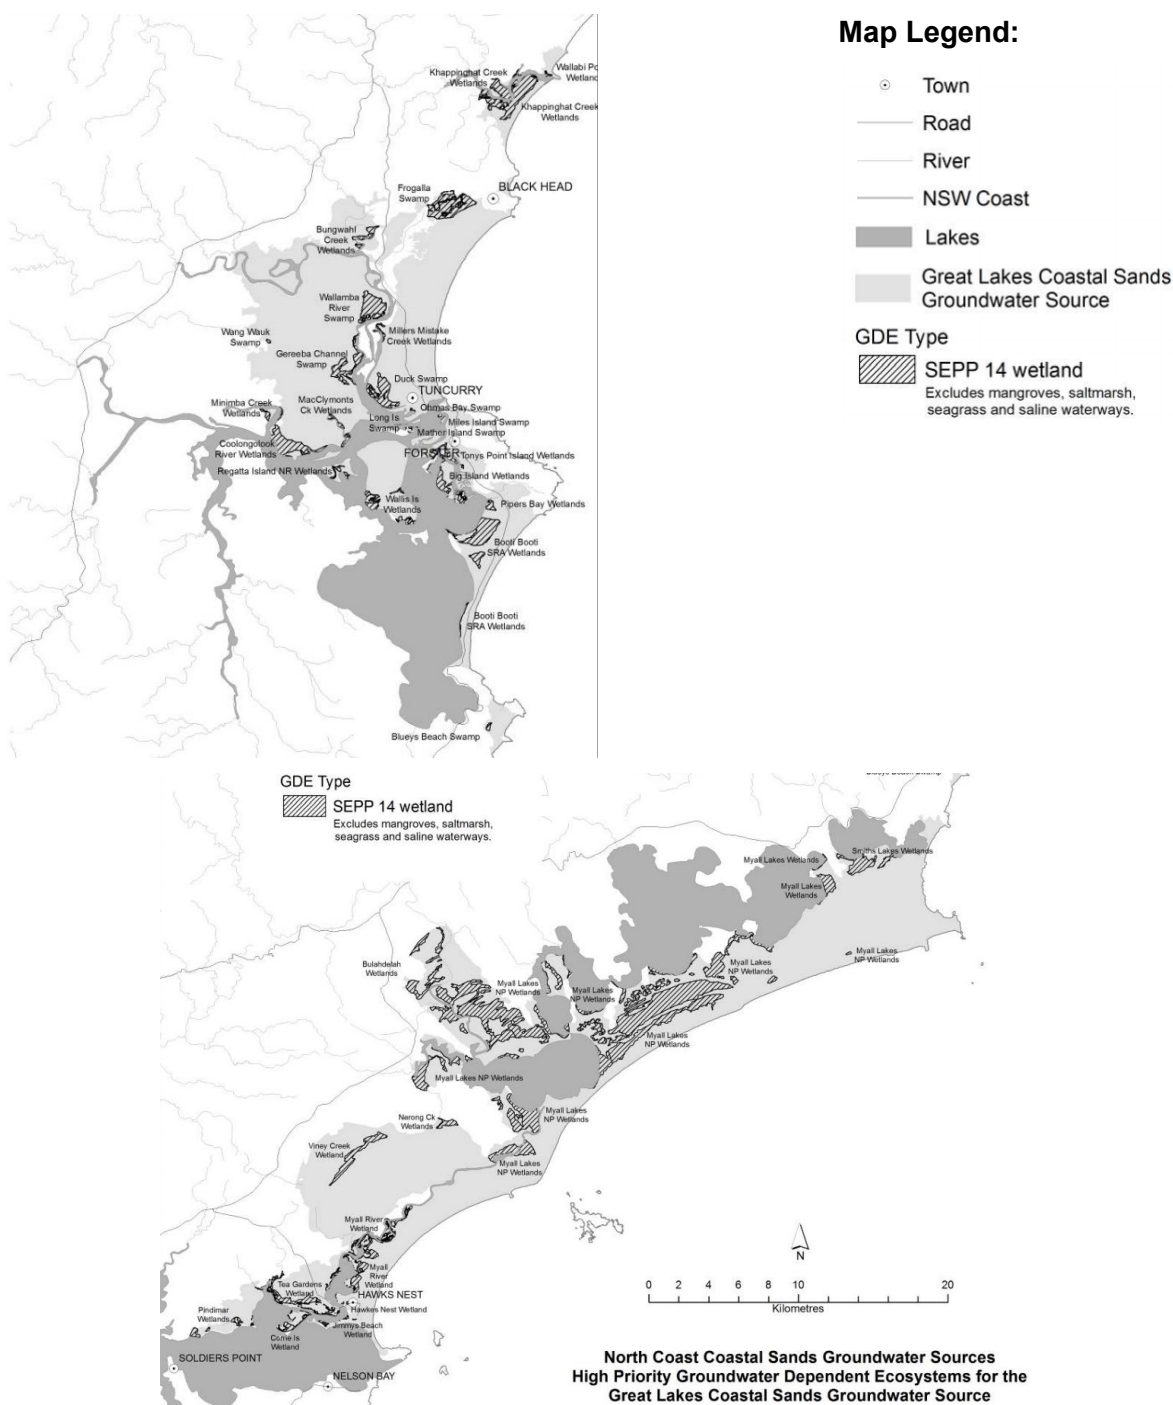 Map Legend:
Town
Road
River
NSW Coast
Lakes
Great Lakes Coastal Sands
Groundwater Source
GDE Type
SEPP 14 wetland
Excludes mangroves, saltmarsh,
seagrass and saline waterways.
Khappinghat Creek
Wetlands
Wallabi Po
Wetland
Khappinghat Creek
Wetlands
Frogalla
Swamp
BLACK HEAD
Bungwahl
Creek
Wetlands
Wallamba
River
Swamp
Wang Wauk
Swamp
Millers Mistake
Creek Wetlands
Gereeba Channel
Swamp
Duck Swamp
TUNCURRY
Minimba Creek
Wetlands
MacClymonts
Ck Wetlands
Ohmas Bay Swamp
Long Is
Swamp
Miles Island Swamp
Mather Island Swamp
Coolongolook
River Wetlands
FORSTER
Tonys Point Island Wetlands
Regatta Island NR Wetlands
Big Island Wetlands
Wallis Is
Wetlands
Pipers Bay Wetlands
Booti Booti
SRA Wetlands
Booti Booti
SRA Wetlands
Blueys Beach Swamp
GDE Type
SEPP 14 wetland
Excludes mangroves, saltmarsh,
seagrass and saline waterways.
Blueys Beach Swamp
Smiths Lakes Wetlands
Myall Lakes Wetlands
Myall Lakes
Wetlands
Myall Lakes
NP Wetlands
Myall Lakes
NP Wetlands
Bulahdelah
Wetlands
Myall Lakes
NP Wetlands
Myall Lakes
NP Wetlands
Myall Lakes
NP Wetlands
Myall Lakes NP Wetlands
Myall Lakes
NP Wetlands
Nerong Ck
Wetlands
Viney Creek
Wetland
Myall Lakes
NP Wetlands
Myall River
Wetland
Myall
River
Wetland
Tea Gardens
Wetland
HAWKS NEST
Hawkes Nest Wetland
Pindimar
Wetlands
Jimmys Beach
Wetland
Corrie Is
Wetland
SOLDIERS POINT
NELSON BAY
N
0 2 4 6 8 10 20
Kilometres
North Coast Coastal Sands Groundwater Sources
High Priority Groundwater Dependent Ecosystems for the
Great Lakes Coastal Sands Groundwater Source